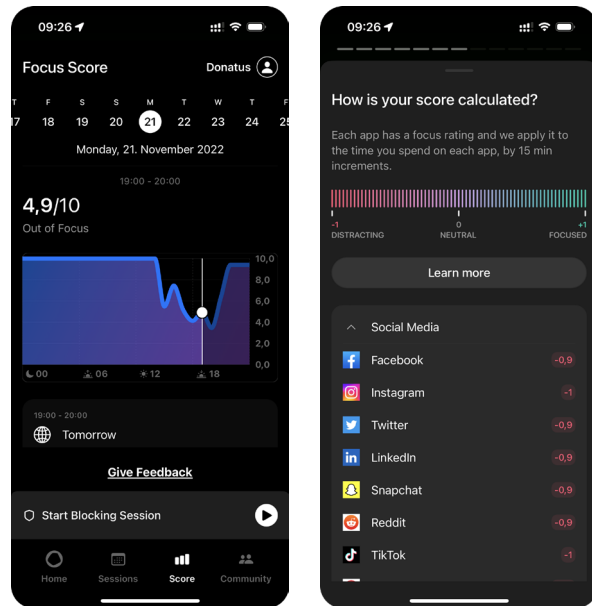 09:26
Focus Score
Donatus
T F S S M T W T F
17 18 19 20 21 22 23 24 25
Monday, 21. November 2022
19:00 - 20:00
4,9/10
Out of Focus
10,0
8,0
6,0
4,0
2,0
0,0
00 06 12 18
19:00 - 20:00
Tomorrow
Give Feedback
Start Blocking Session
Home Sessions Score Community
09:26
How is your score calculated?
Each app has a focus rating and we apply it to
the time you spend on each app, by 15 min
increments.
-1 0 +1
DISTRACTING NEUTRAL FOCUSED
Learn more
Social Media
Facebook -0,9
Instagram -1
Twitter -0,9
LinkedIn -0,9
Snapchat -0,9
Reddit -0,9
TikTok -1